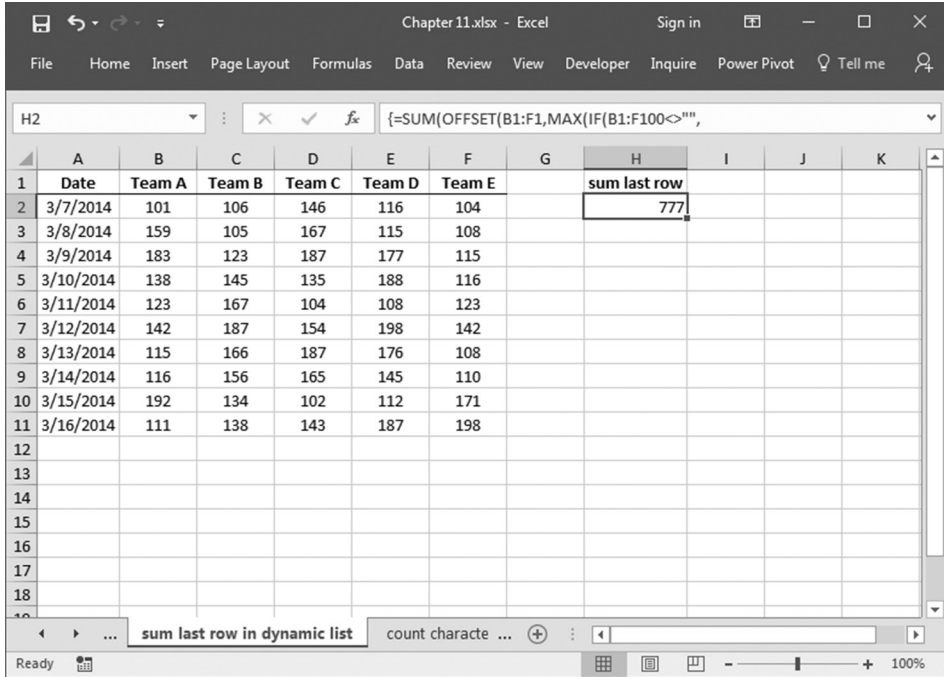 Chapter 11.xlsx - Excel Sign in
File Home Insert Page Layout Formulas Data Review View Developer Inquire Power Pivot Tell me
H2 fx {=SUM(OFFSET(B1:F1,MAX(IF(B1:F100<>"",
A B C D E F G H I J K
1 Date Team A Team B Team C Team D Team E sum last row
2 3/7/2014 101 106 146 116 104 777
3 3/8/2014 159 105 167 115 108
4 3/9/2014 183 123 187 177 115
5 3/10/2014 138 145 135 188 116
6 3/11/2014 123 167 104 108 123
7 3/12/2014 142 187 154 198 142
8 3/13/2014 115 166 187 176 108
9 3/14/2014 116 156 165 145 110
10 3/15/2014 192 134 102 112 171
11 3/16/2014 111 138 143 187 198
12
13
14
15
16
17
18
... sum last row in dynamic list count characte ...
Ready 100%